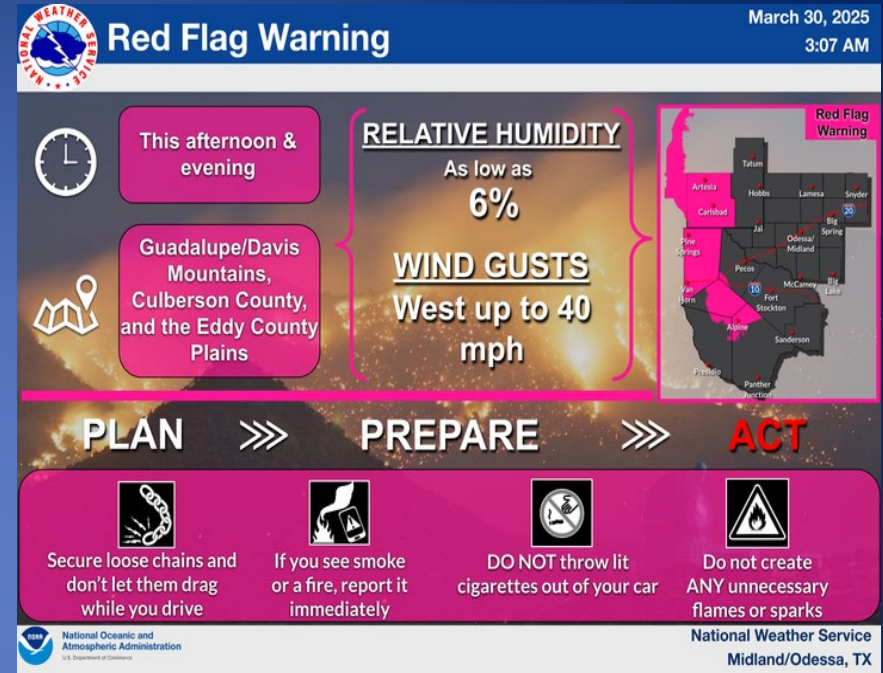 NATIONAL WEATHER SERVICE
Red Flag Warning
March 30, 2025
3:07 AM
This afternoon &
evening
Guadalupe/Davis
Mountains,
Culberson County,
and the Eddy County
Plains
RELATIVE HUMIDITY
As low as
6%
WIND GUSTS
West up to 40
mph
Red Flag
Warning
Tatum
Artesia
Hobbs
Lamesa
Snyder
Carlsbad
20
Big
Spring
Jal
Odessa/
Midland
Pine
Springs
Pecos
Van
Horn
10
McCamey
Big
Lake
Fort
Stockton
Alpine
Sanderson
Presidio
Panther
Junction
PLAN
PREPARE
ACT
Secure loose chains and
don't let them drag
while you drive
If you see smoke
or a fire, report it
immediately
DO NOT throw lit
cigarettes out of your car
Do not create
ANY unnecessary
flames or sparks
NOAA
National Oceanic and
Atmospheric Administration
U.S. Department of Commerce
National Weather Service
Midland/Odessa, TX